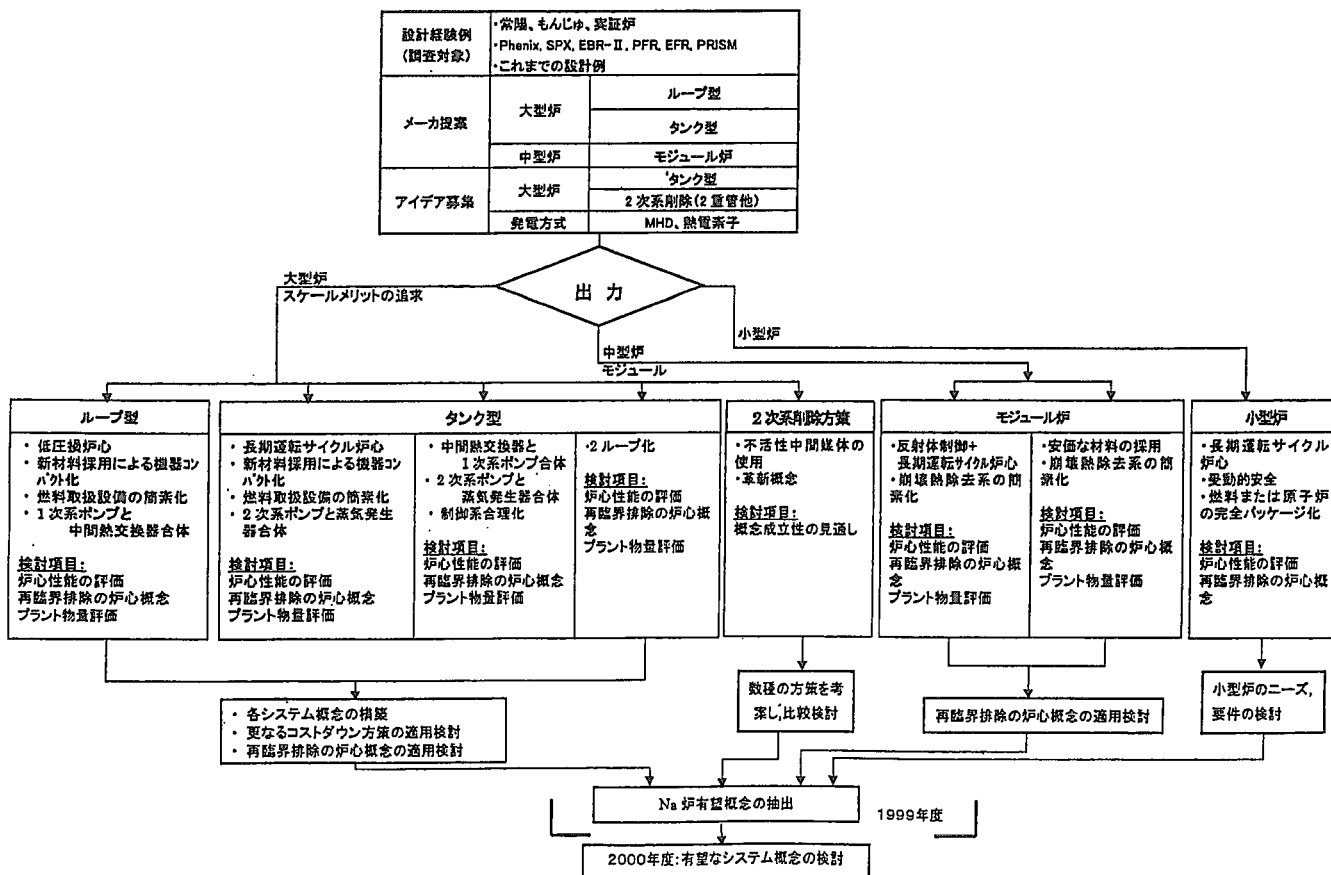 設計経験例
(調査対象)
・常陽、もんじゅ、実証炉
・Phenix, SPX, EBR-Ⅱ, PFR, EFR, PRISM
・これまでの設計例
メーカ提案
大型炉
ループ型
タンク型
中型炉
モジュール炉
アイデア募集
大型炉
タンク型
2次系削除(2重管他)
発電方式
MHD、熱電素子
出 力
大型炉
スケールメリットの追求
小型炉
中型炉
モジュール
ループ型
・ 低圧損炉心
・ 新材料採用による機器コン
パクト化
・ 燃料取扱設備の簡素化
・ 1次系ポンプと
中間熱交換器合体
検討項目:
炉心性能の評価
再臨界排除の炉心概念
プラント物量評価
タンク型
・ 長期運転サイクル炉心
・ 新材料採用による機器コン
パクト化
・ 燃料取扱設備の簡素化
・ 2次系ポンプと蒸気発生
器合体
検討項目:
炉心性能の評価
再臨界排除の炉心概念
プラント物量評価
・ 中間熱交換器と
1次系ポンプ合体
・ 2次系ポンプと
蒸気発生器合体
・ 制御系合理化
検討項目:
炉心性能の評価
再臨界排除の炉心概念
プラント物量評価
・2 ループ化
検討項目:
炉心性能の評価
再臨界排除の炉心概
念
プラント物量評価
2次系削除方策
・不活性中間媒体の
使用
・革新概念
検討項目:
概念成立性の見通し
モジュール炉
・反射体制御+
長期運転サイクル炉心
・崩壊熱除去系の簡
素化
検討項目:
炉心性能の評価
再臨界排除の炉心概
念
プラント物量評価
・安価な材料の採用
・崩壊熱除去系の簡
素化
検討項目:
炉心性能の評価
再臨界排除の炉心概
念
プラント物量評価
小型炉
・長期運転サイクル
炉心
・受動的安全
・燃料または原子炉
の完全パッケージ化
検討項目:
炉心性能の評価
再臨界排除の炉心概
念
・ 各システム概念の構築
・ 更なるコストダウン方策の適用検討
・ 再臨界排除の炉心概念の適用検討
数種の方策を考
案し,比較検討
再臨界排除の炉心概念の適用検討
小型炉のニーズ,
要件の検討
Na 炉有望概念の抽出
1999年度
2000年度:有望なシステム概念の検討